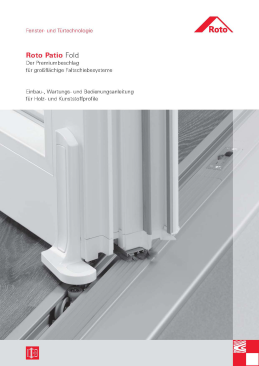 Fenster- und Türtechnologie
Roto
Roto Patio Fold
Der Premiumbeschlag
für großflächige Faltschiebesysteme
Einbau-, Wartungs- und Bedienungsanleitung
für Holz- und Kunststoffprofile